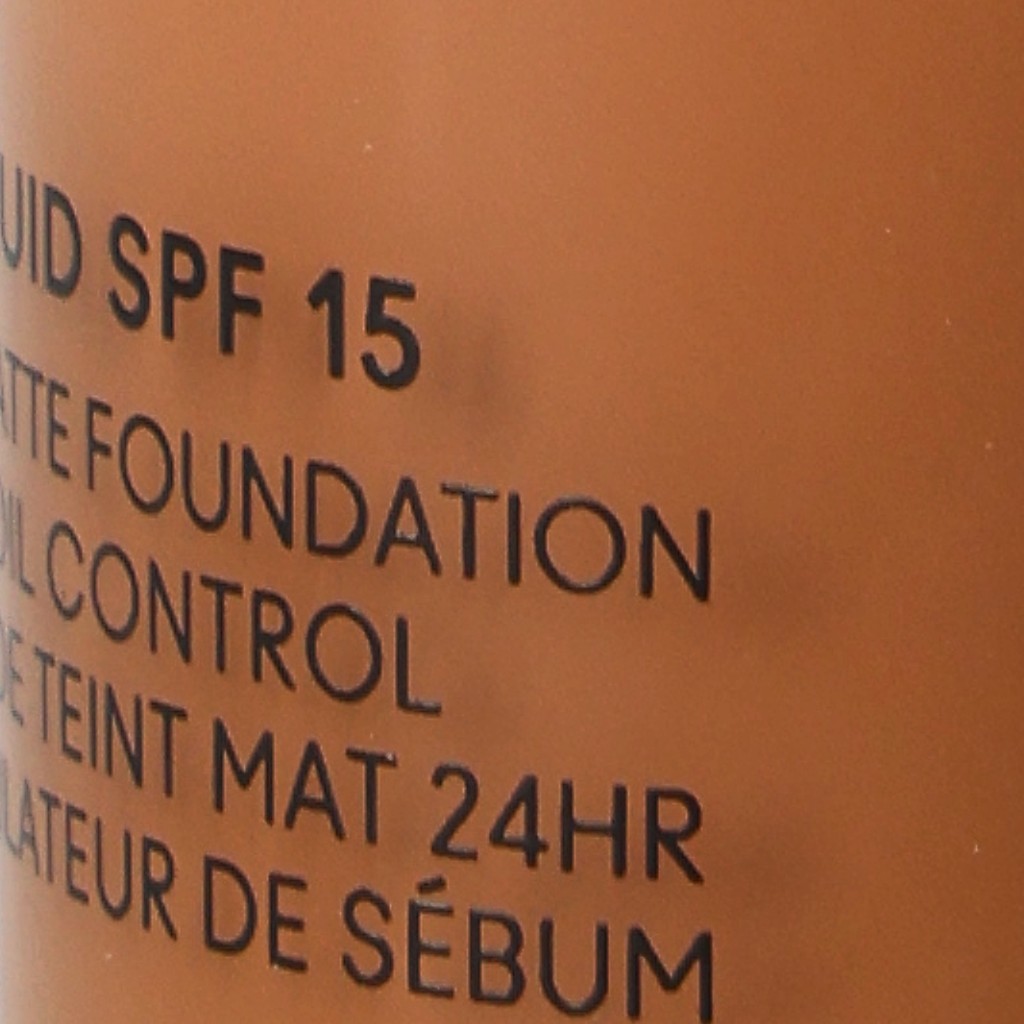 UID SPF 15
ATTE FOUNDATION
OIL CONTROL
DE TEINT MAT 24HR
LATEUR DE SÉBUM